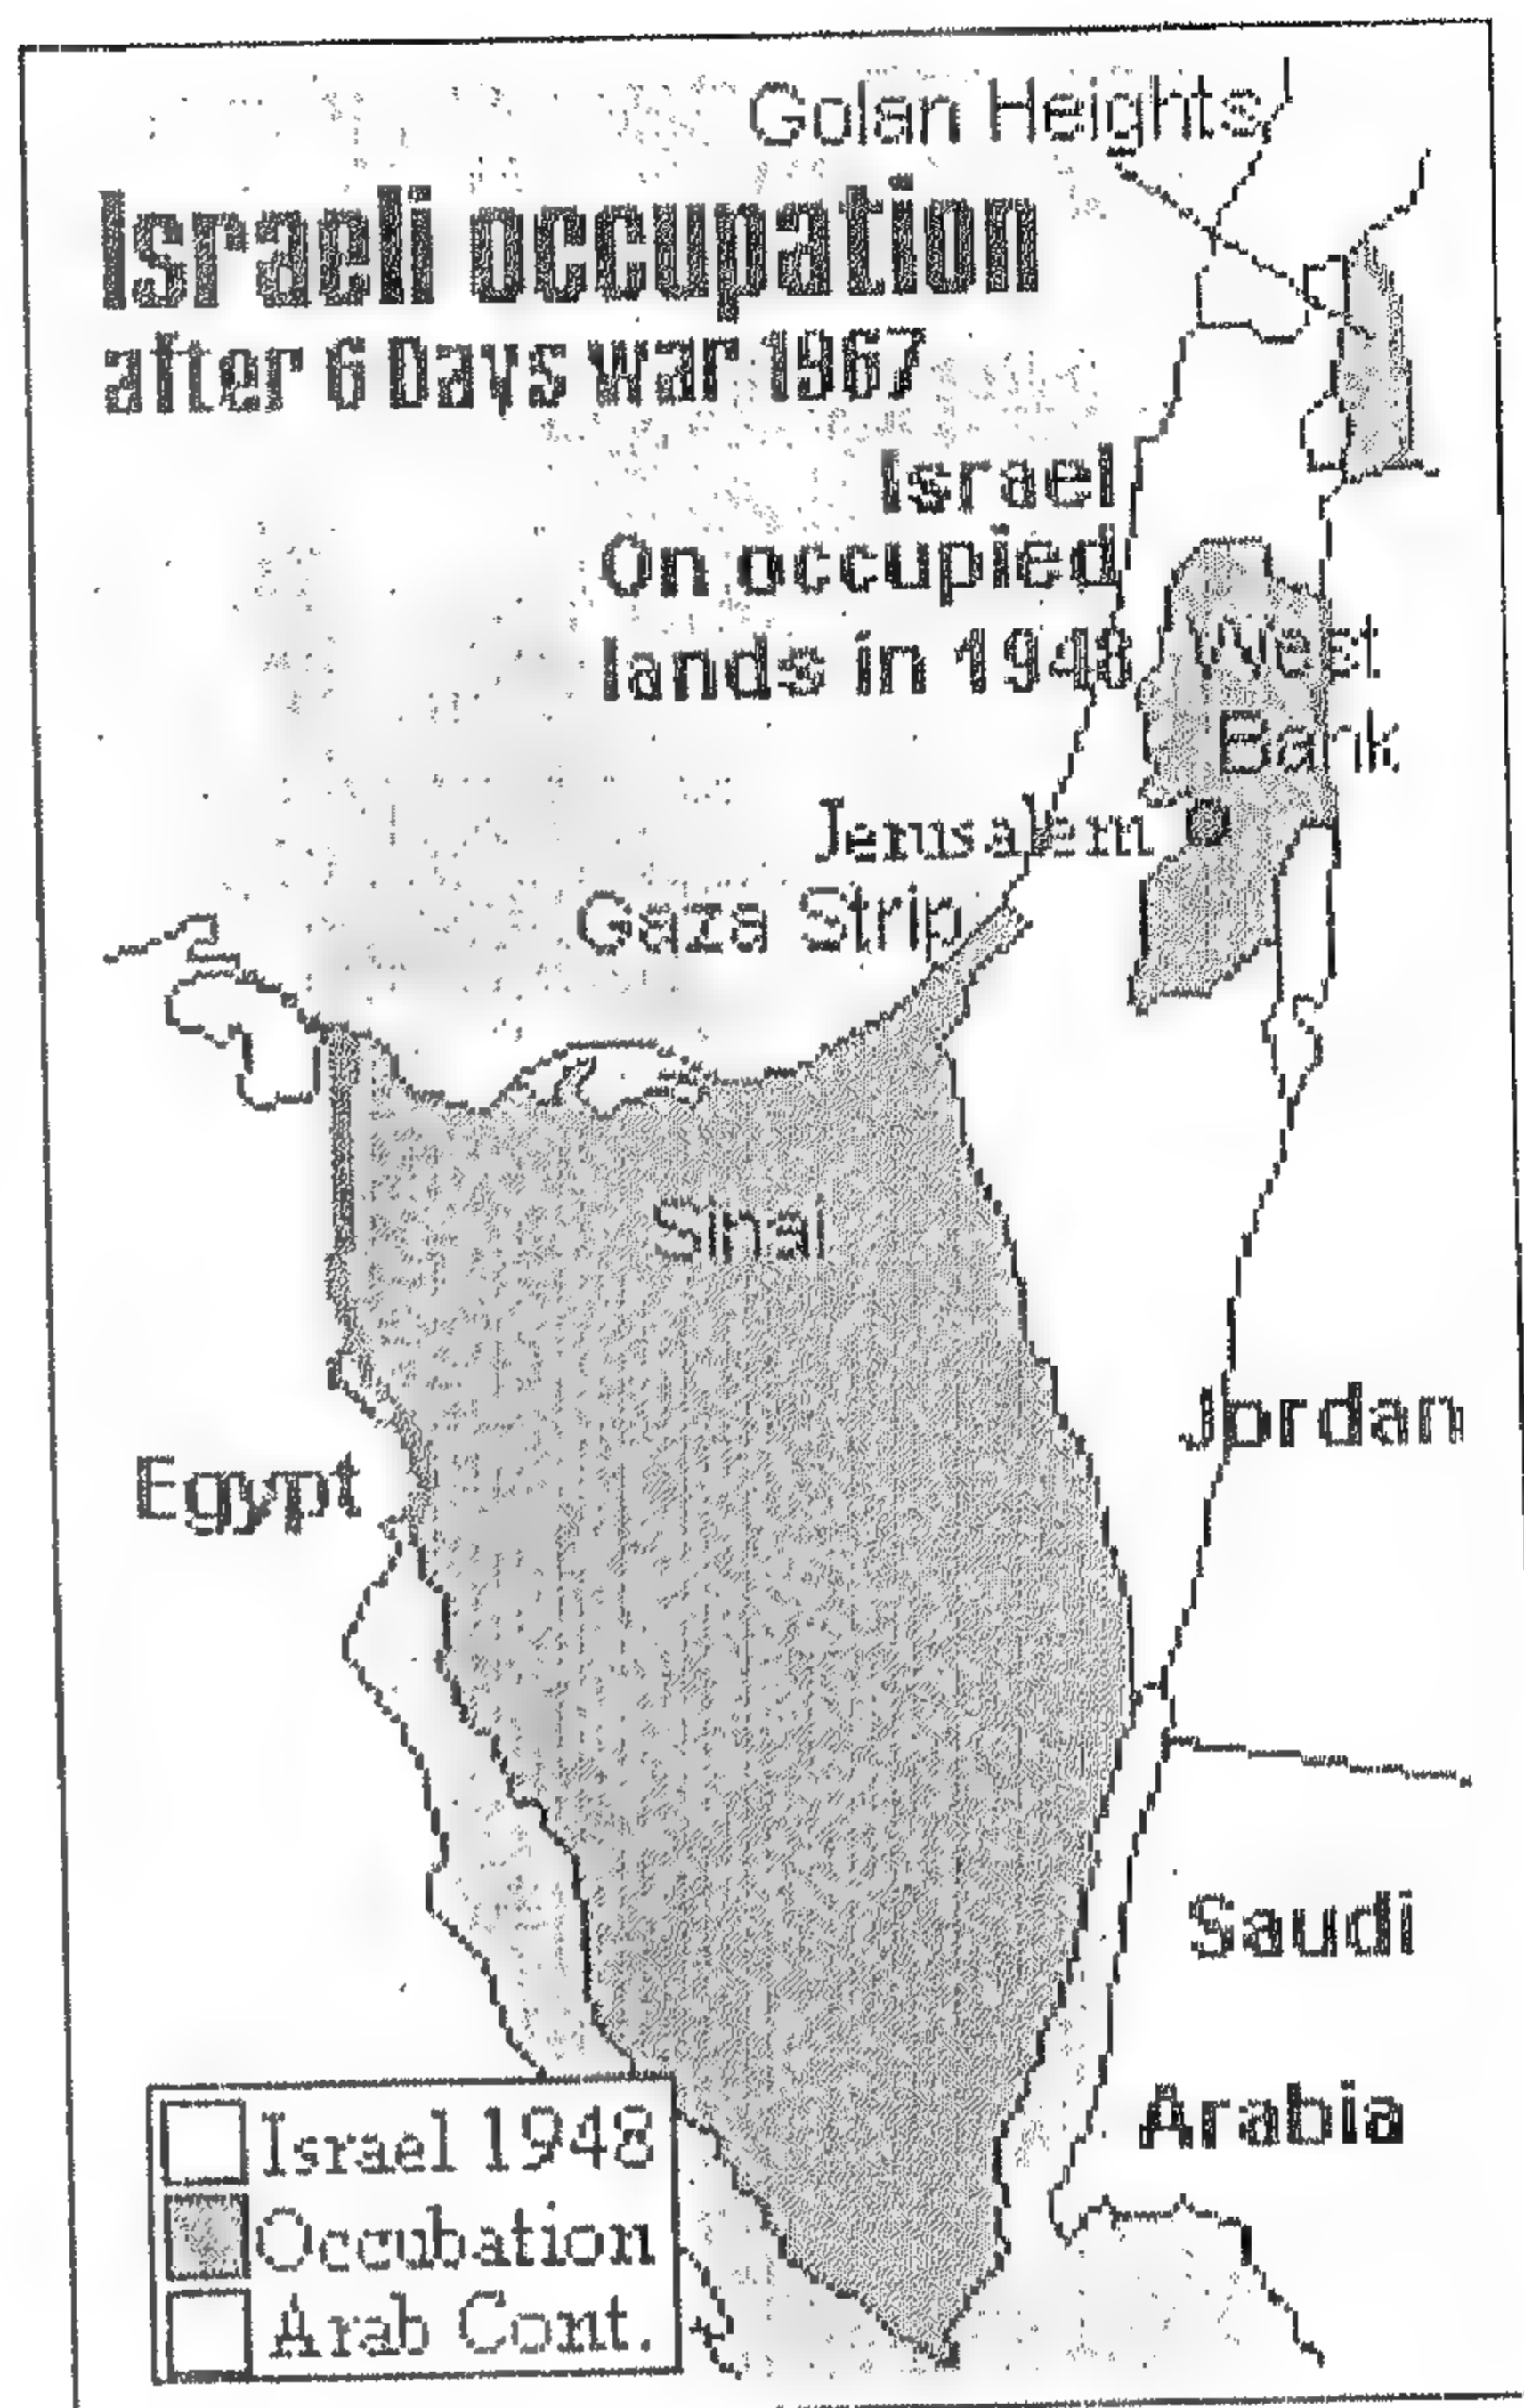 Golan Heights
Israeli occupation
after 6 Days war 1967
Israel
On occupied
lands in 1948
West
Bank
Jerusalem
Gaza Strip
Sinai
Egypt
Jordan
Saudi
Arabia
Israel 1948
Occubation
Arab Cont.